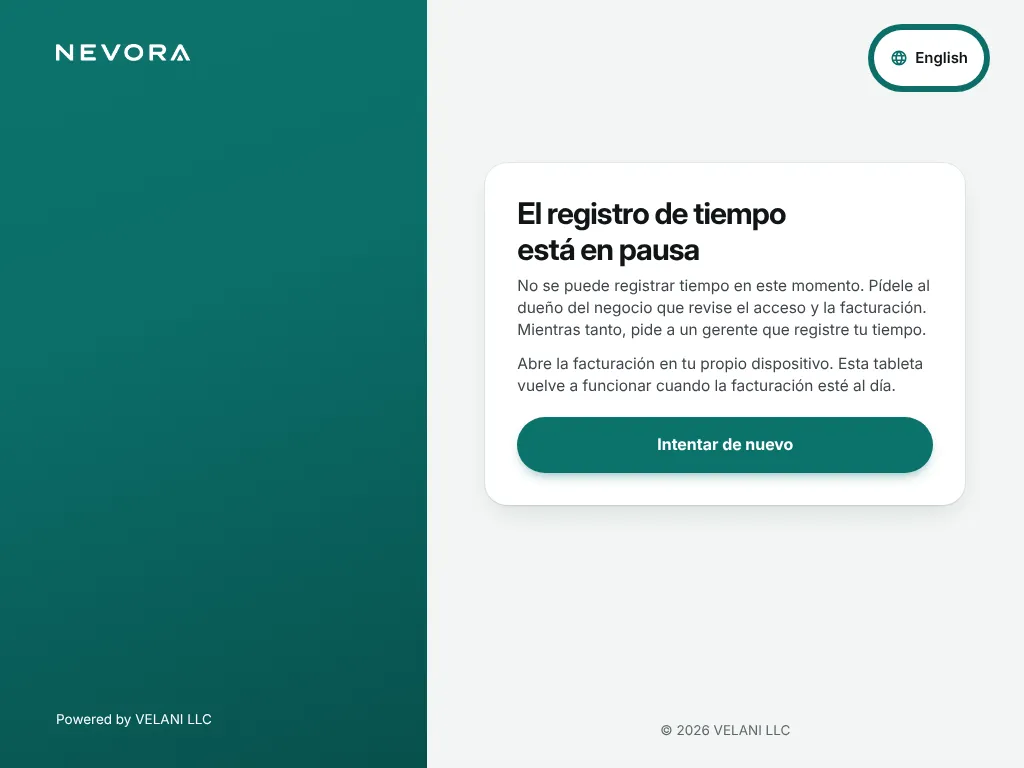 NEVORA
English
El registro de tiempo
está en pausa
No se puede registrar tiempo en este momento. Pídele al
dueño del negocio que revise el acceso y la facturación.
Mientras tanto, pide a un gerente que registre tu tiempo.
Abre la facturación en tu propio dispositivo. Esta tableta
vuelve a funcionar cuando la facturación esté al día.
Intentar de nuevo
Powered by VELANI LLC
© 2026 VELANI LLC